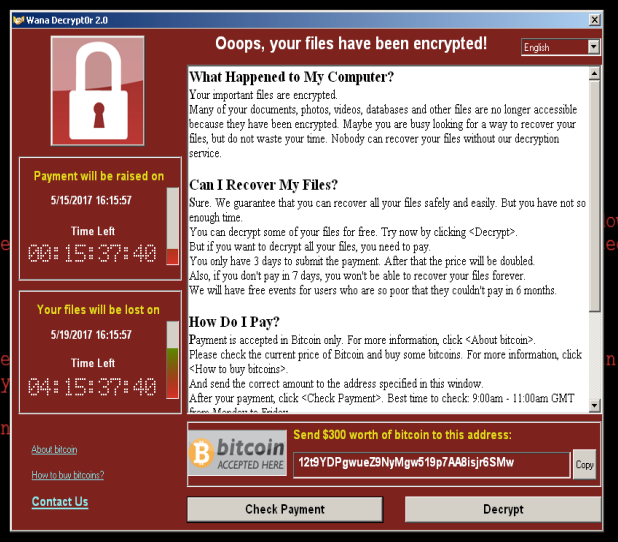 Wana Decrypt0r 2.0
Ooops, your files have been encrypted!
English
What Happened to My Computer?
Your important files are encrypted.
Many of your documents, photos, videos, databases and other files are no longer accessible
because they have been encrypted. Maybe you are busy looking for a way to recover your
files, but do not waste your time. Nobody can recover your files without our decryption
service.
Can I Recover My Files?
Sure. We guarantee that you can recover all your files safely and easily. But you have not so
enough time.
You can decrypt some of your files for free. Try now by clicking <Decrypt>.
But if you want to decrypt all your files, you need to pay.
You only have 3 days to submit the payment. After that the price will be doubled.
Also, if you don't pay in 7 days, you won't be able to recover your files forever.
We will have free events for users who are so poor that they couldn't pay in 6 months.
How Do I Pay?
Payment is accepted in Bitcoin only. For more information, click <About bitcoin>.
Please check the current price of Bitcoin and buy some bitcoins. For more information, click
<How to buy bitcoins>.
And send the correct amount to the address specified in this window.
After your payment, click <Check Payment>. Best time to check: 9:00am - 11:00am GMT
from Monday to Friday
Payment will be raised on
5/15/2017 16:15:57
Time Left
00:15:37:40
Your files will be lost on
5/19/2017 16:15:57
Time Left
04:15:37:40
About bitcoin
How to buy bitcoins?
Contact Us
bitcoin
ACCEPTED HERE
Send $300 worth of bitcoin to this address:
12t9YDPgwueZ9NyMgw519p7AA8isjr6SMw
Copy
Check Payment
Decrypt